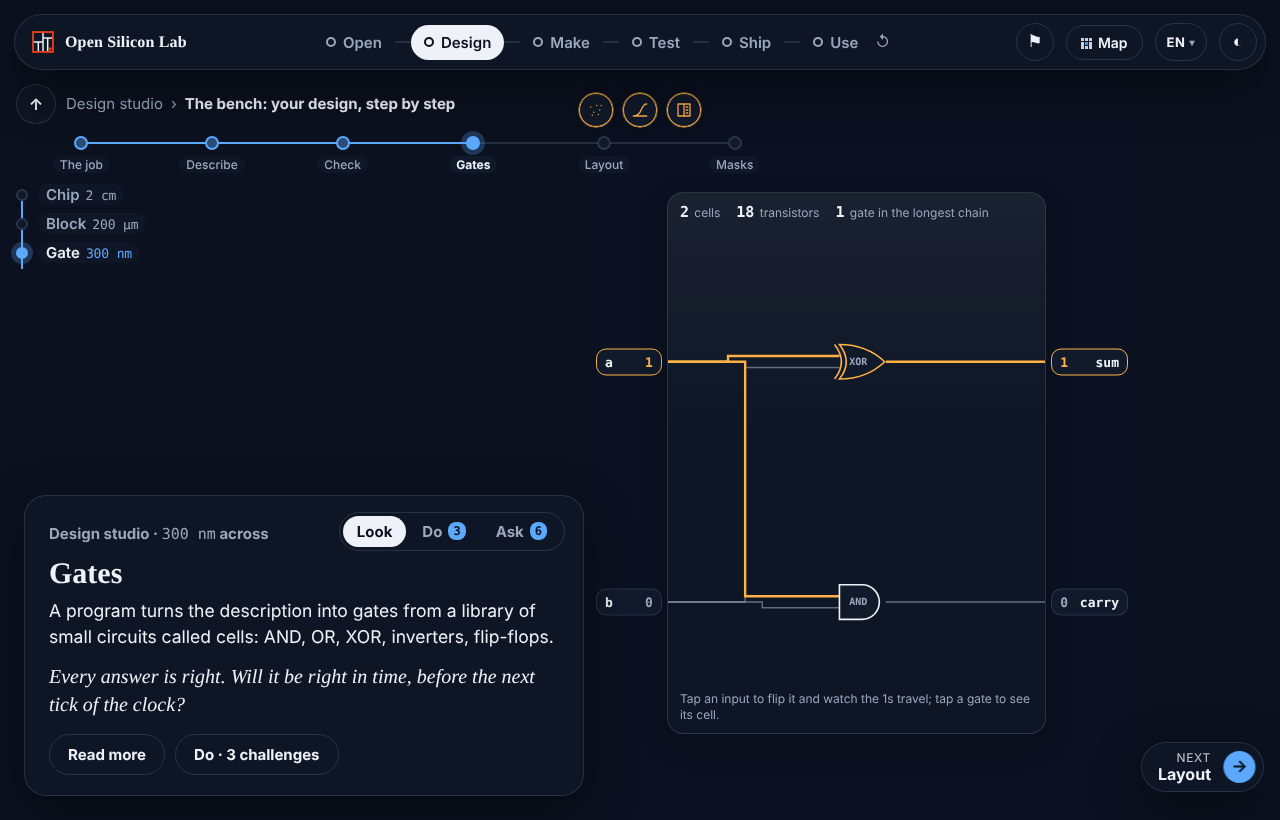 Open Silicon Lab
Open
Design
Make
Test
Ship
Use
Map
EN
Design studio › The bench: your design, step by step
The job
Describe
Check
Gates
Layout
Masks
Chip 2 cm
Block 200 µm
Gate 300 nm
2 cells 18 transistors 1 gate in the longest chain
a 1
XOR
1 sum
b 0
AND
0 carry
Tap an input to flip it and watch the 1s travel; tap a gate to see
its cell.
Design studio · 300 nm across
Look
Do 3
Ask 6
Gates
A program turns the description into gates from a library of
small circuits called cells: AND, OR, XOR, inverters, flip-flops.
Every answer is right. Will it be right in time, before the next
tick of the clock?
Read more
Do · 3 challenges
NEXT
Layout